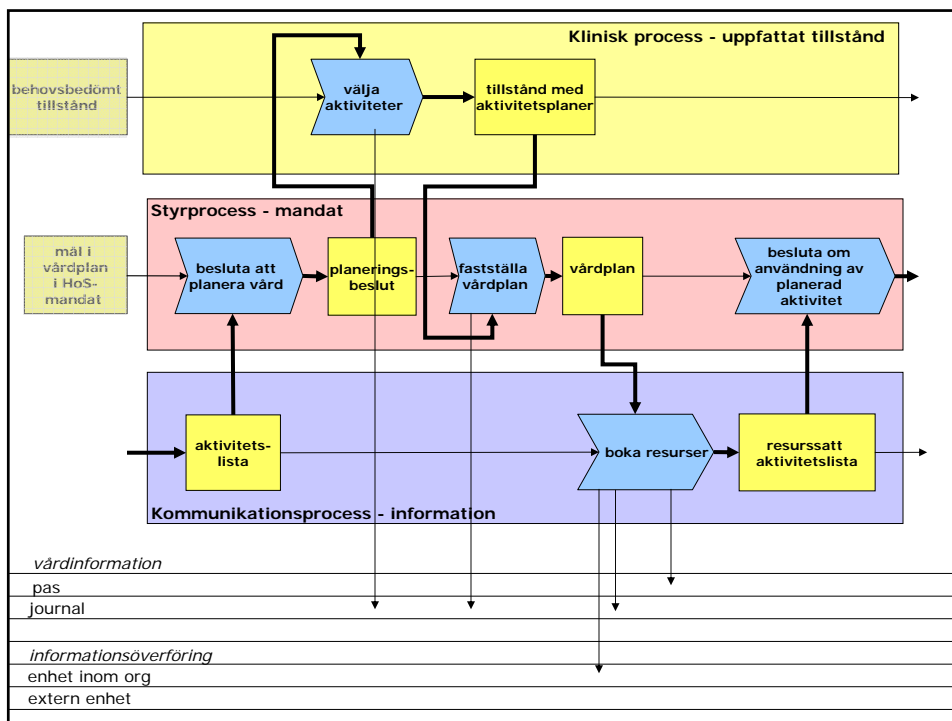 Klinisk process - uppfattat tillstånd
behovsbedömt
tillstånd
välja
aktiviteter
tillstånd med
aktivitetsplaner
Styrprocess - mandat
mål i
vårdplan
i HoS-
mandat
besluta att
planera vård
planerings-
beslut
fastställa
vårdplan
vårdplan
besluta om
användning av
planerad
aktivitet
aktivitets-
lista
boka resurser
resurssatt
aktivitetslista
Kommunikationsprocess - information
vårdinformation
pas
journal
informationsöverföring
enhet inom org
extern enhet